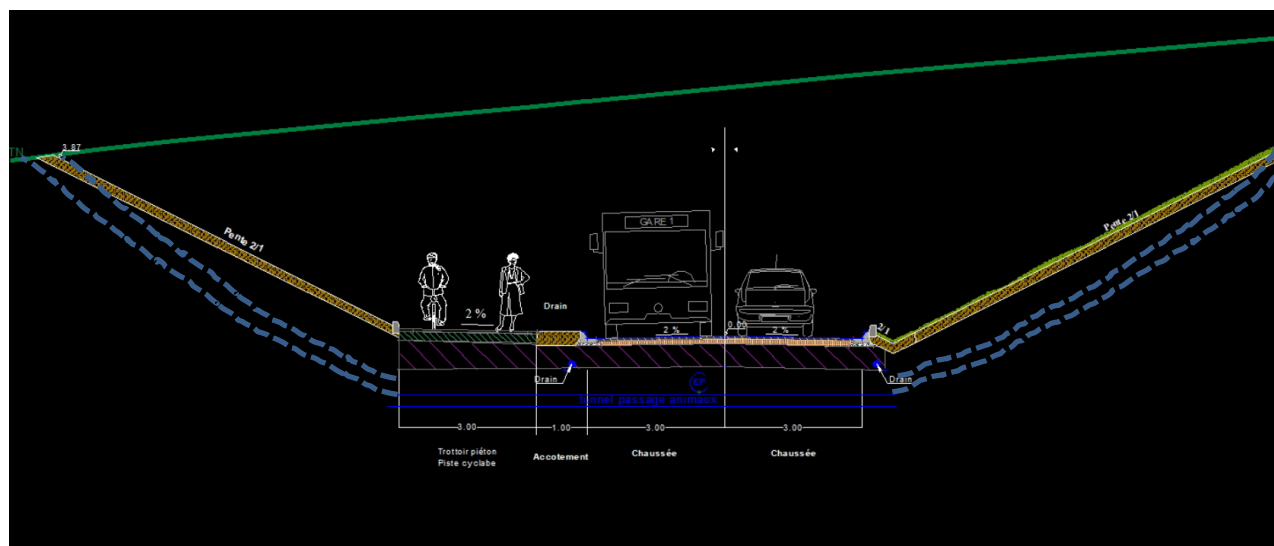 TN
3.87
Pente 2/1
GARE 1
Pente 2/1
2 %
Drain
2 %
0.00
2 %
2/1
Drain
EP
Drain
Tunnel passage animaux
3.00
1.00
3.00
3.00
Trottoir piéton
Piste cyclabe
Accotement
Chaussée
Chaussée